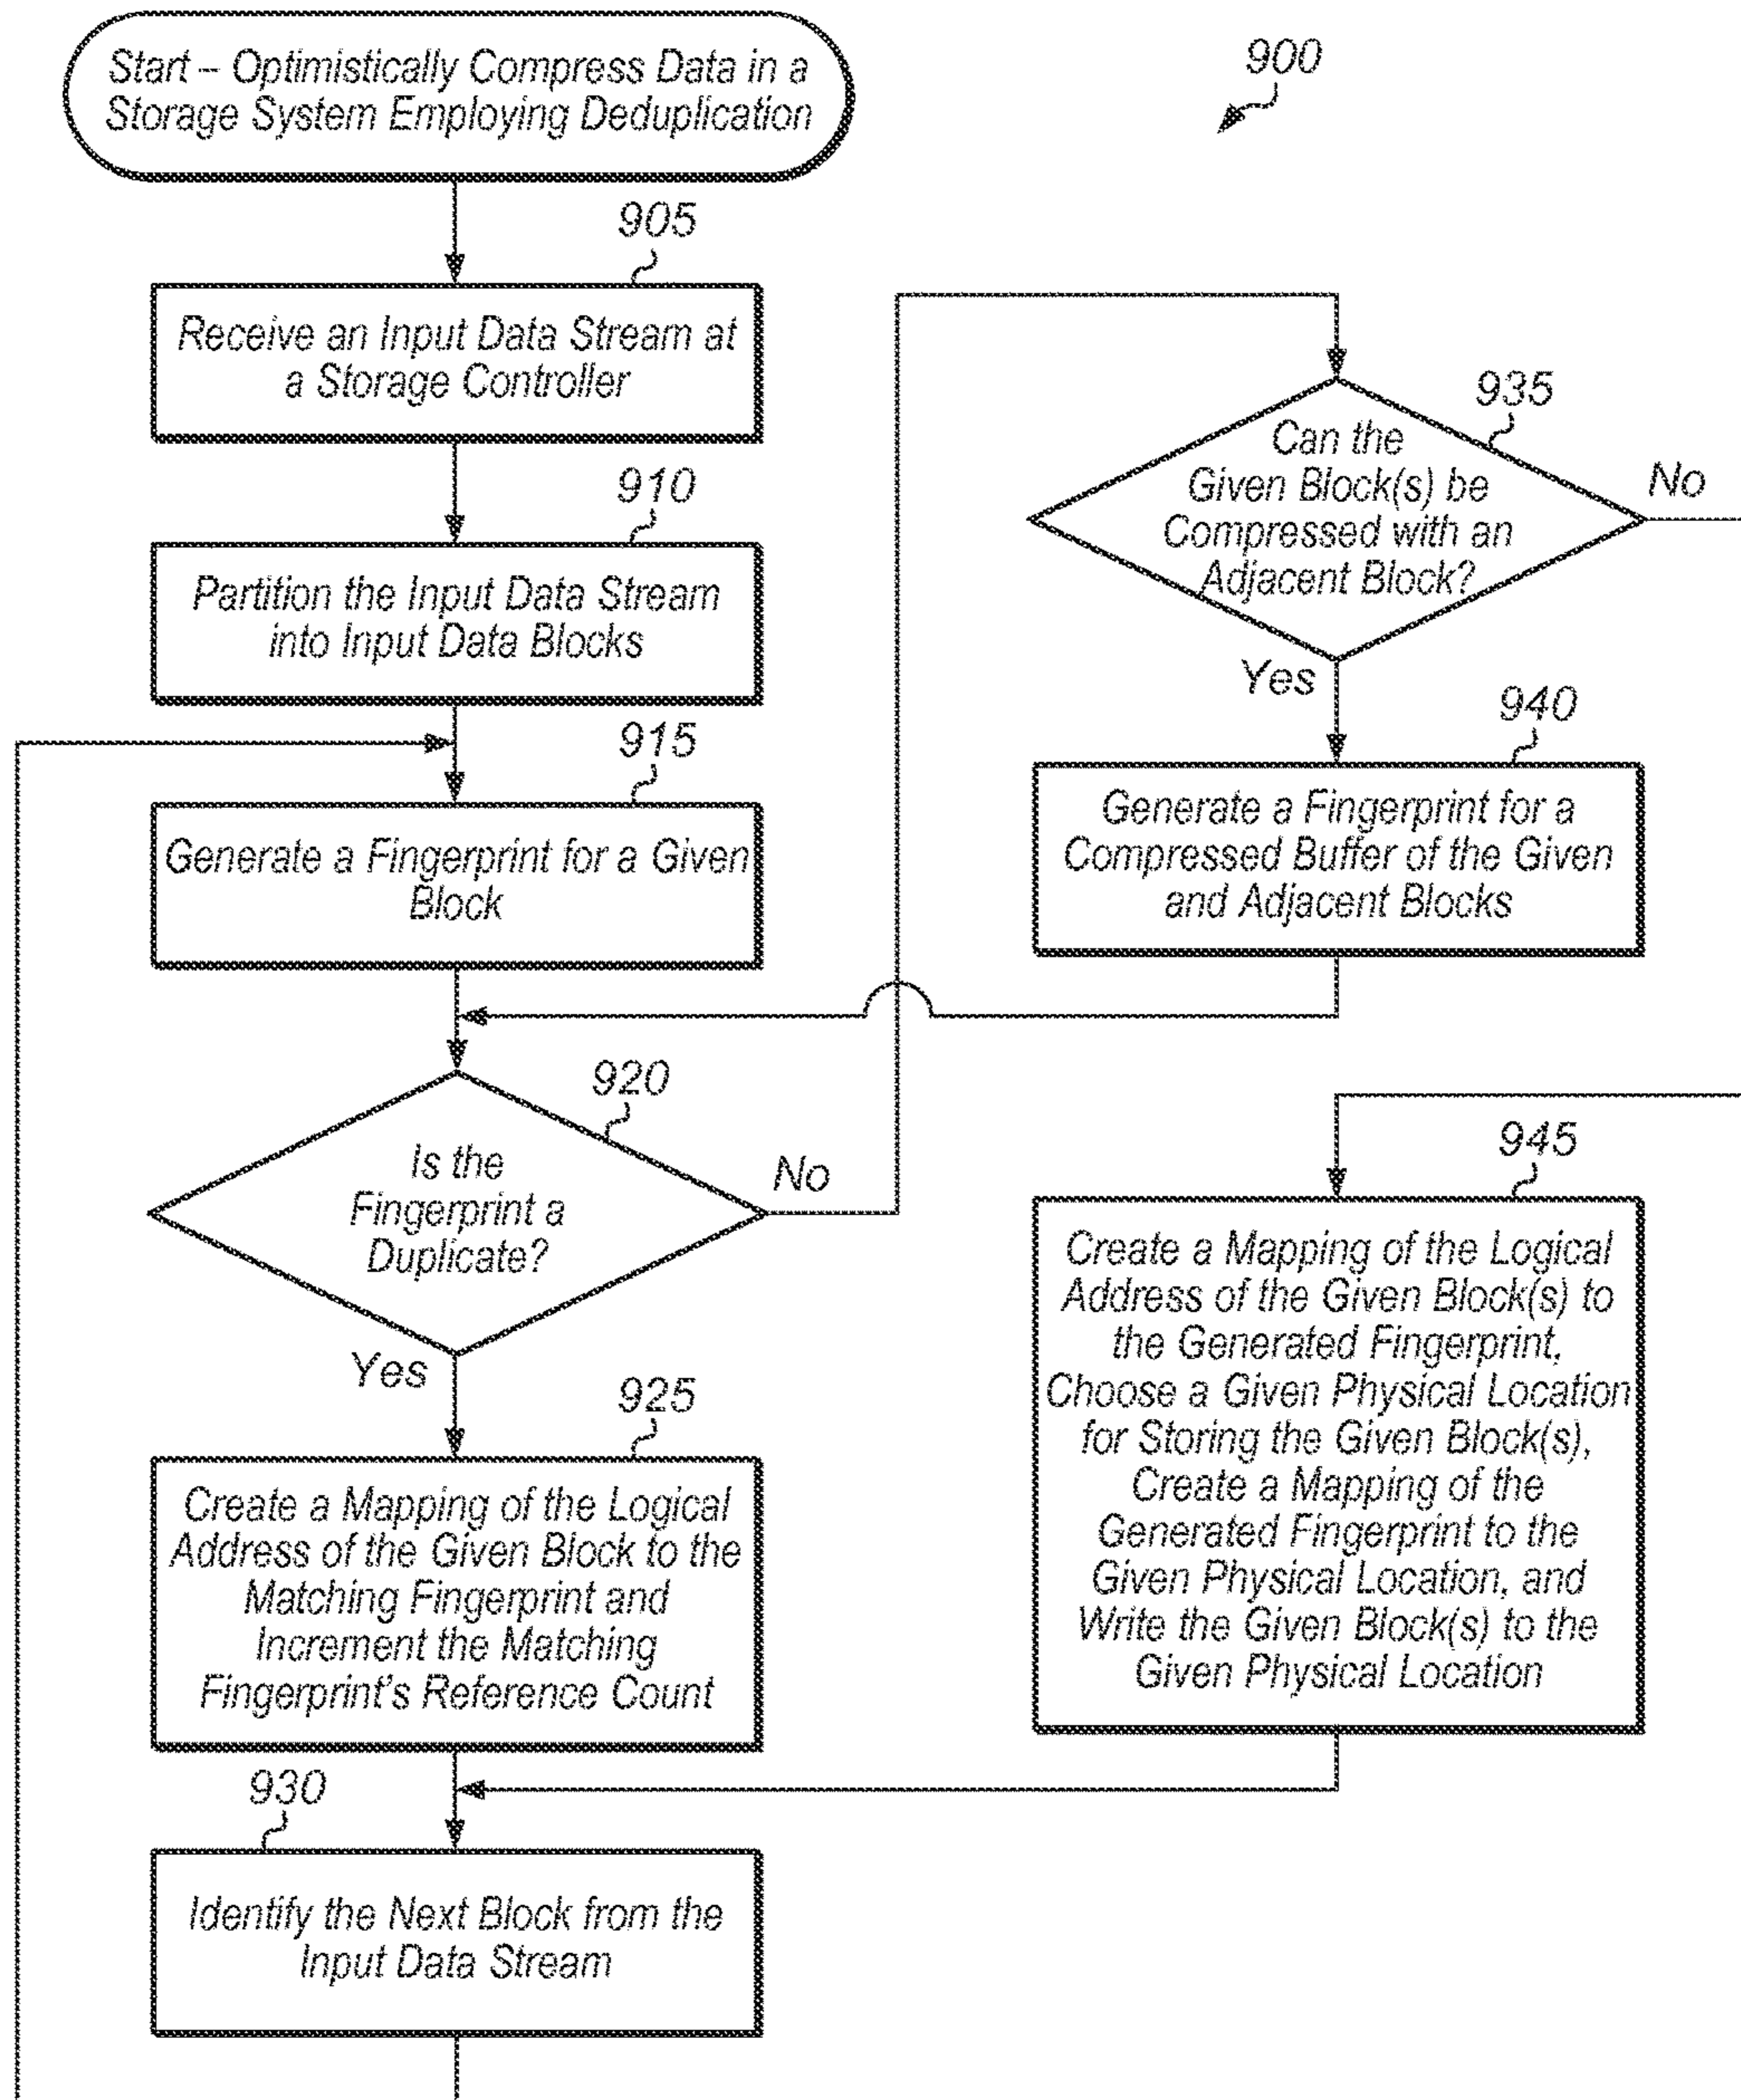 Start – Optimistically Compress Data in a
Storage System Employing Deduplication
900
905
Receive an Input Data Stream at
a Storage Controller
910
Partition the Input Data Stream
into Input Data Blocks
915
Generate a Fingerprint for a Given
Block
920
Is the
Fingerprint a
Duplicate?
No
Yes
925
Create a Mapping of the Logical
Address of the Given Block to the
Matching Fingerprint and
Increment the Matching
Fingerprint's Reference Count
930
Identify the Next Block from the
Input Data Stream
935
Can the
Given Block(s) be
Compressed with an
Adjacent Block?
No
Yes
940
Generate a Fingerprint for a
Compressed Buffer of the Given
and Adjacent Blocks
945
Create a Mapping of the Logical
Address of the Given Block(s) to
the Generated Fingerprint,
Choose a Given Physical Location
for Storing the Given Block(s),
Create a Mapping of the
Generated Fingerprint to the
Given Physical Location, and
Write the Given Block(s) to the
Given Physical Location